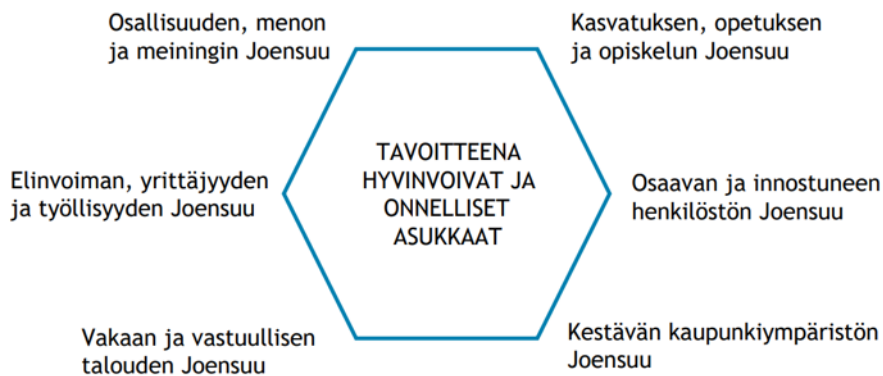 Osallisuuden, menon
ja meiningin Joensuu
Kasvatuksen, opetuksen
ja opiskelun Joensuu
TAVOITTEENA
HYVINVOIVAT JA
ONNELLISET
ASUKKAAT
Elinvoiman, yrittäjyyden
ja työllisyyden Joensuu
Osaavan ja innostuneen
henkilöstön Joensuu
Vakaan ja vastuullisen
talouden Joensuu
Kestävän kaupunkiympäristön
Joensuu